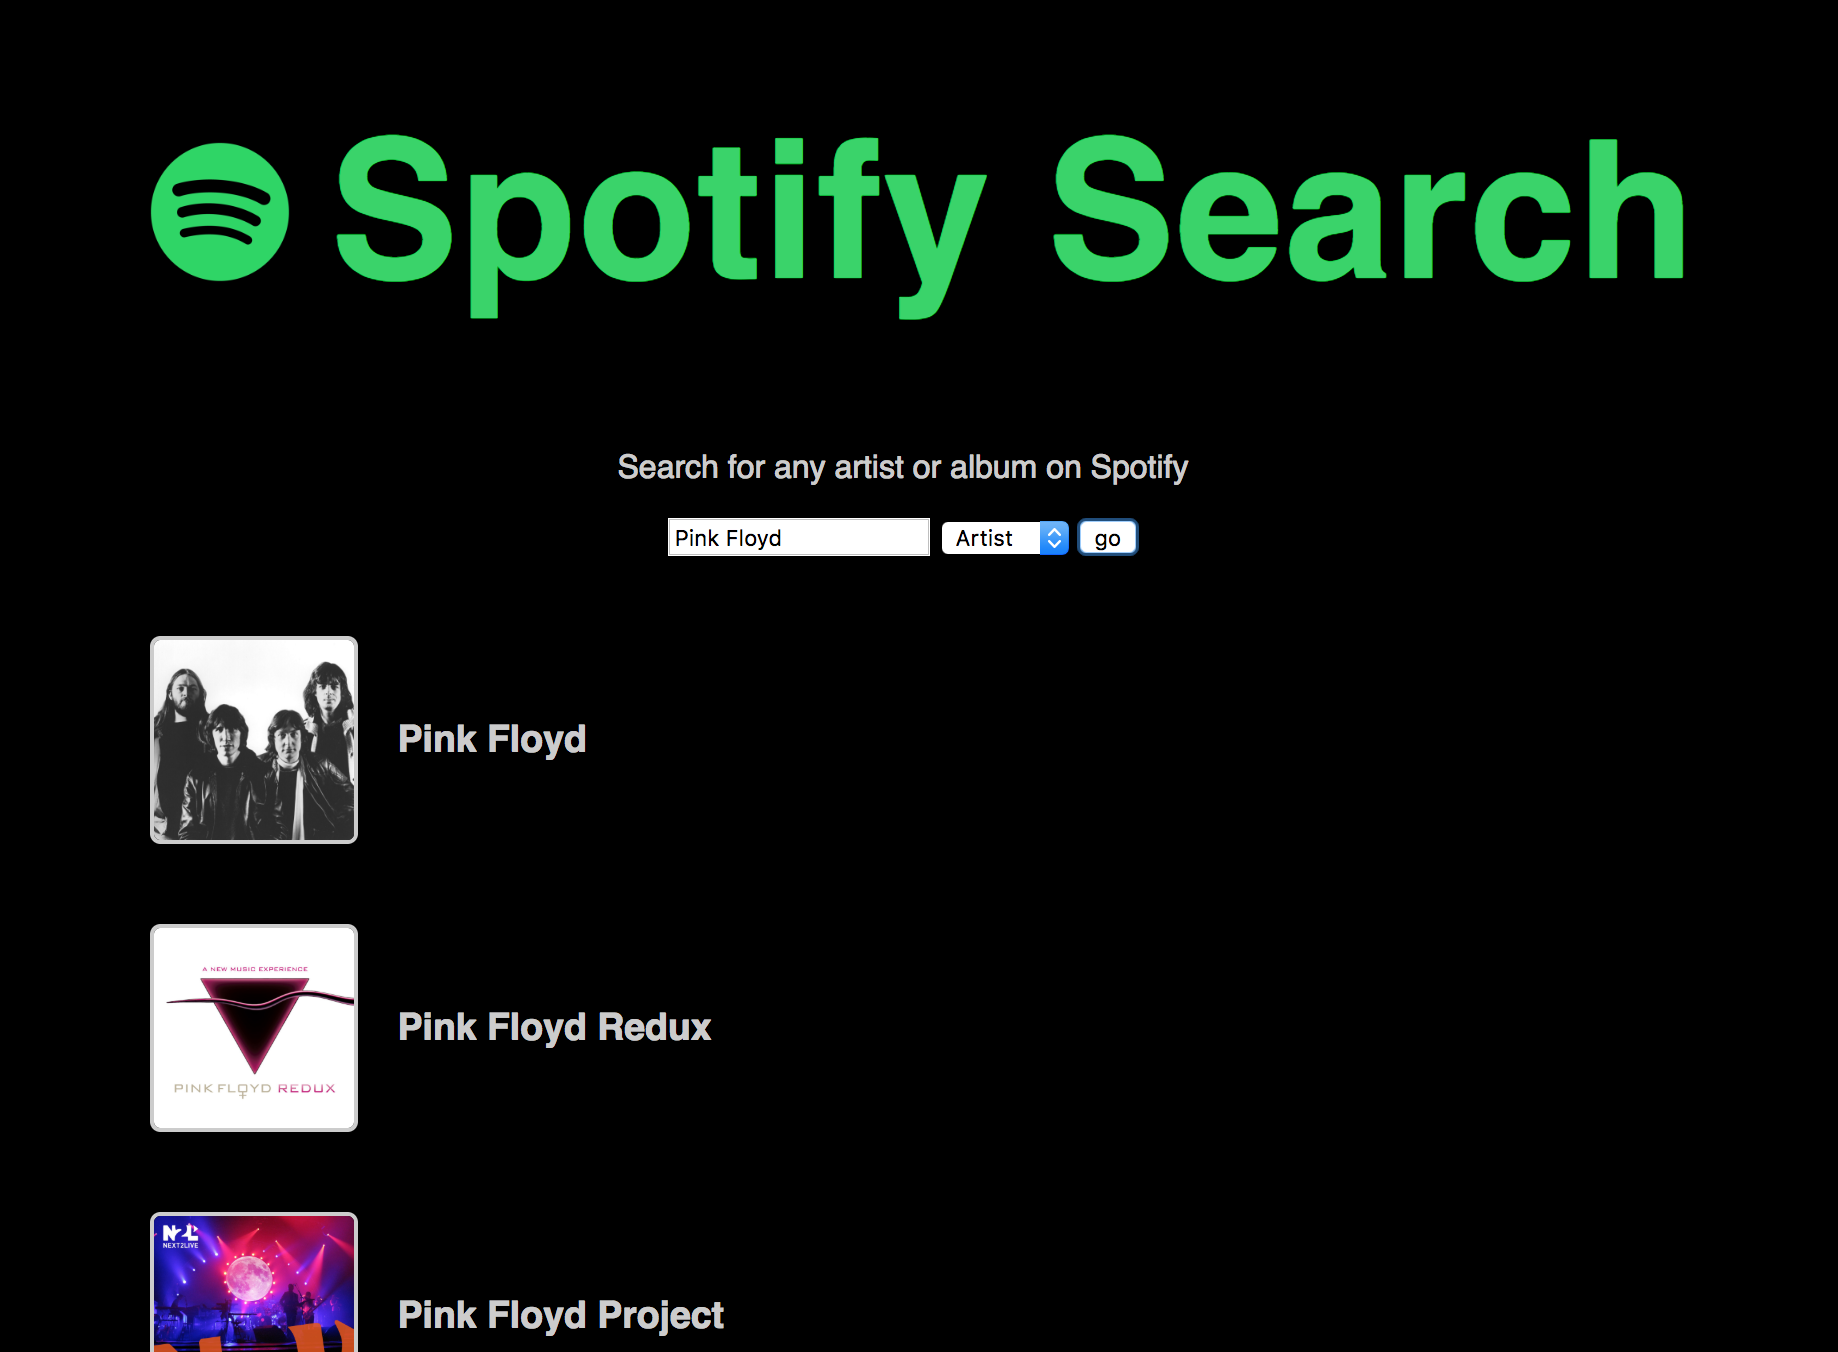 Spotify Search
Search for any artist or album on Spotify
Pink Floyd Artist go
Pink Floyd
A NEW MUSIC EXPERIENCE
PINK FLOYD REDUX
Pink Floyd Redux
N2L
NEXT2LIVE
Pink Floyd Project